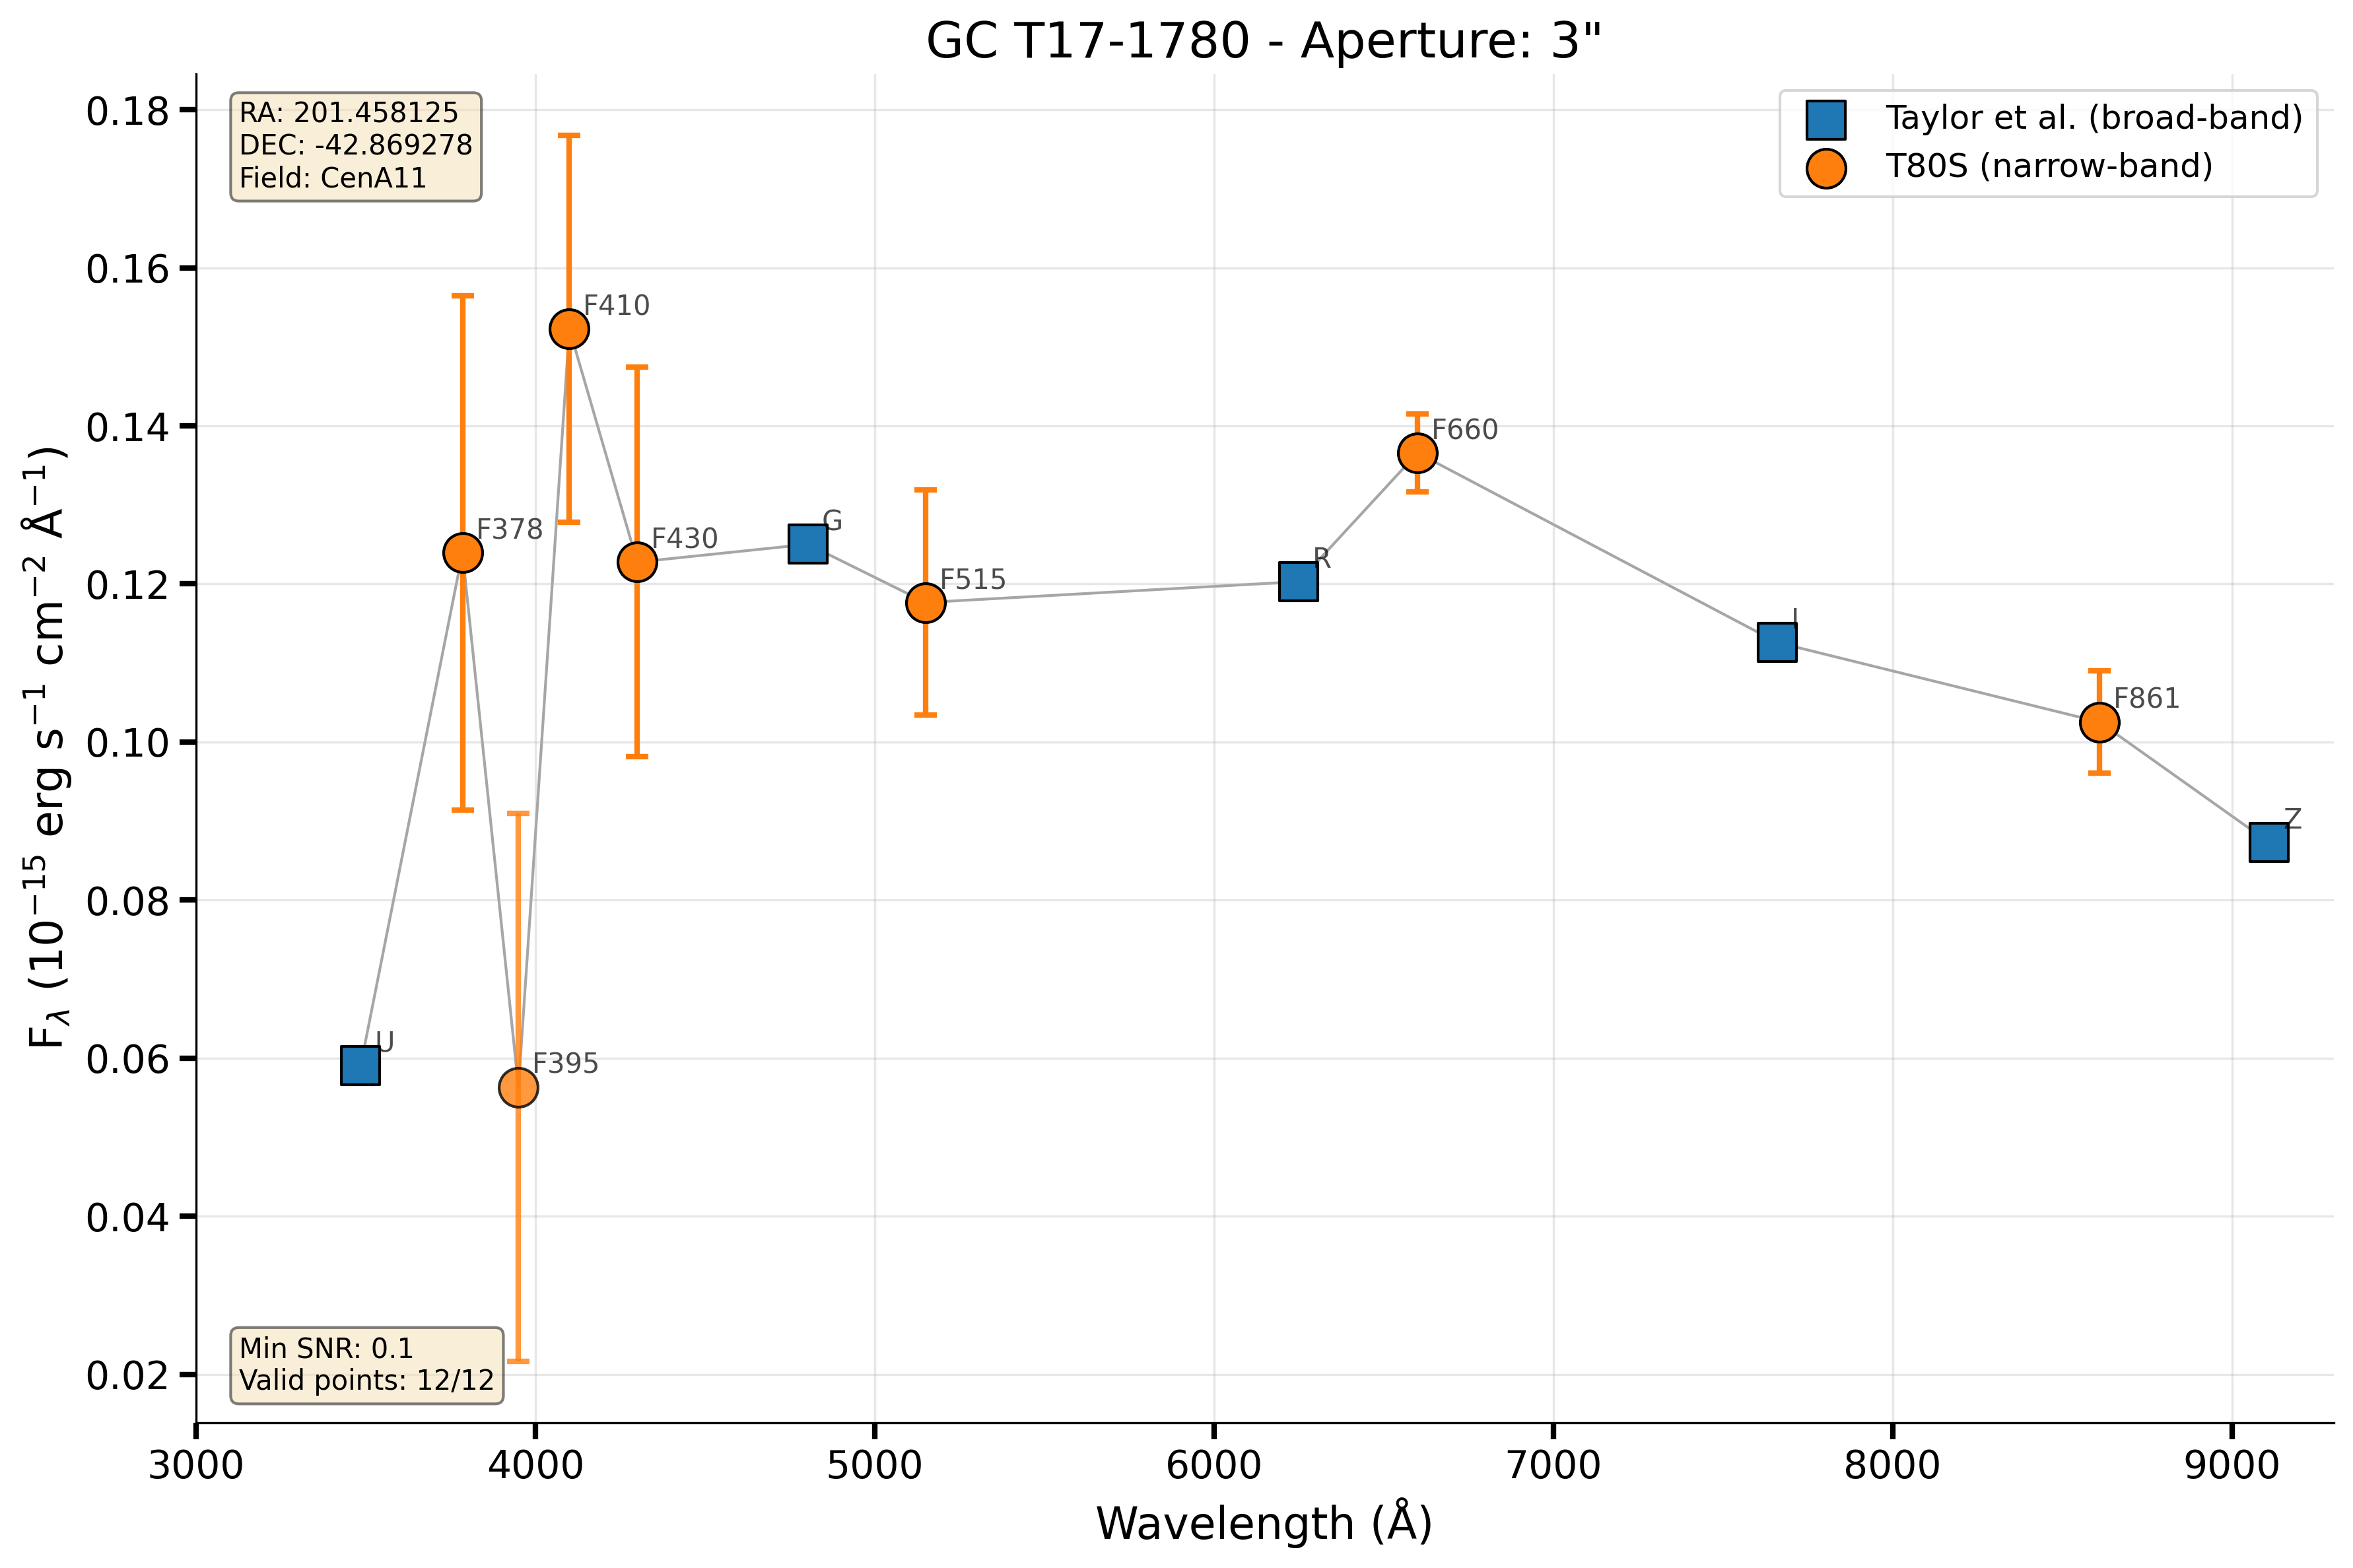 GC T17-1780 - Aperture: 3"
RA: 201.458125
DEC: -42.869278
Field: CenA11
Taylor et al. (broad-band)
T80S (narrow-band)
F410
F378
F430
G
F515
R
F660
I
F861
Z
U
F395
Min SNR: 0.1
Valid points: 12/12
0.18
0.16
0.14
0.12
0.10
0.08
0.06
0.04
0.02
F$_λ$ (10$^{−15}$ erg s$^{−1}$ cm$^{−2}$ Å$^{−1}$)
3000 4000 5000 6000 7000 8000 9000
Wavelength (Å)